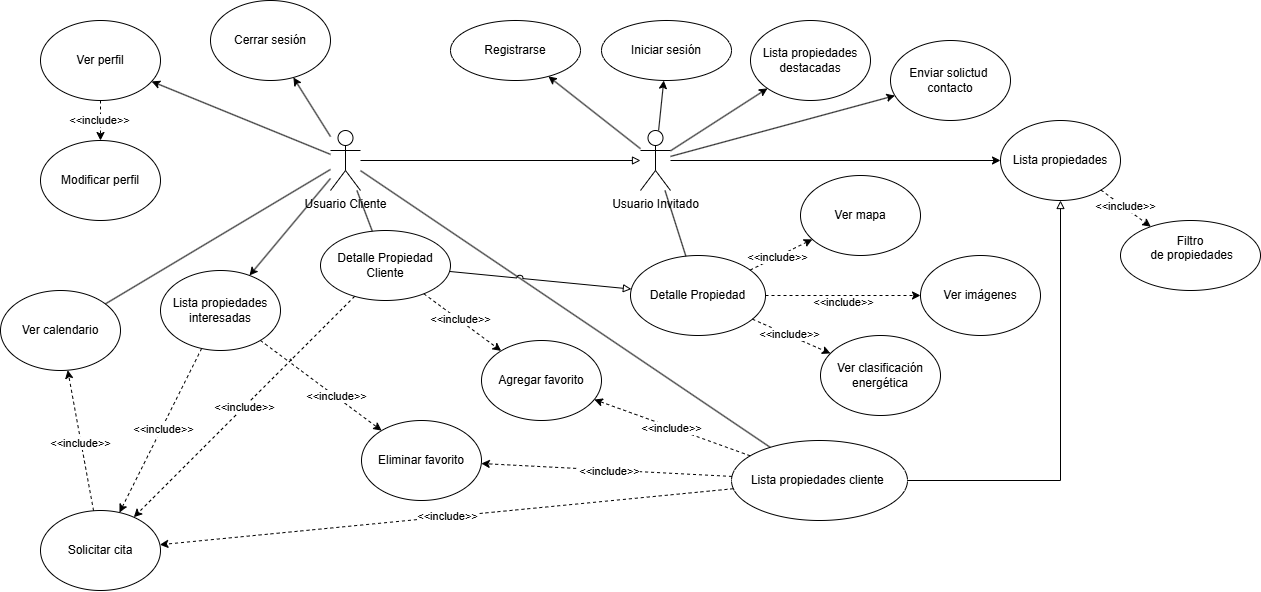 Cerrar sesión
Ver perfil
Registrarse
Iniciar sesión
Lista propiedades
destacadas
Enviar solictud
contacto
<<include>>
Modificar perfil
Lista propiedades
Usuario Cliente
Usuario Invitado
<<include>>
Ver mapa
Filtro
de propiedades
Detalle Propiedad
Cliente
<<include>>
Lista propiedades
interesadas
Detalle Propiedad
Ver imágenes
<<include>>
Ver calendario
<<include>>
<<include>>
Ver clasificación
energética
Agregar favorito
<<include>>
<<include>>
<<include>>
<<include>>
<<include>>
Eliminar favorito
<<include>>
Lista propiedades cliente
<<include>>
Solicitar cita